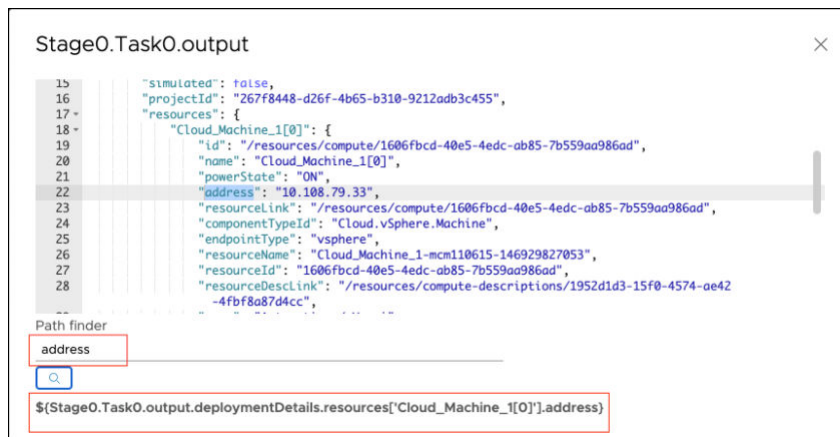 Stage0.Task0.output
15 "simulated": false,
16 "projectId": "267f8448-d26f-4b65-b310-9212adb3c455",
17 "resources": {
18 "Cloud_Machine_1[0]": {
19 "id": "/resources/compute/1606fbcd-40e5-4edc-ab85-7b559aa986ad",
20 "name": "Cloud_Machine_1[0]",
21 "powerState": "ON",
22 "address": "10.108.79.33",
23 "resourceLink": "/resources/compute/1606fbcd-40e5-4edc-ab85-7b559aa986ad",
24 "componentTypeId": "Cloud.vSphere.Machine",
25 "endpointType": "vsphere",
26 "resourceName": "Cloud_Machine_1-mcm110615-146929827053",
27 "resourceId": "1606fbcd-40e5-4edc-ab85-7b559aa986ad",
28 "resourceDescLink": "/resources/compute-descriptions/1952d1d3-15f0-4574-ae42
-4fbf8a87d4cc",
Path finder
address
${Stage0.Task0.output.deploymentDetails.resources['Cloud_Machine_1[0]'].address}